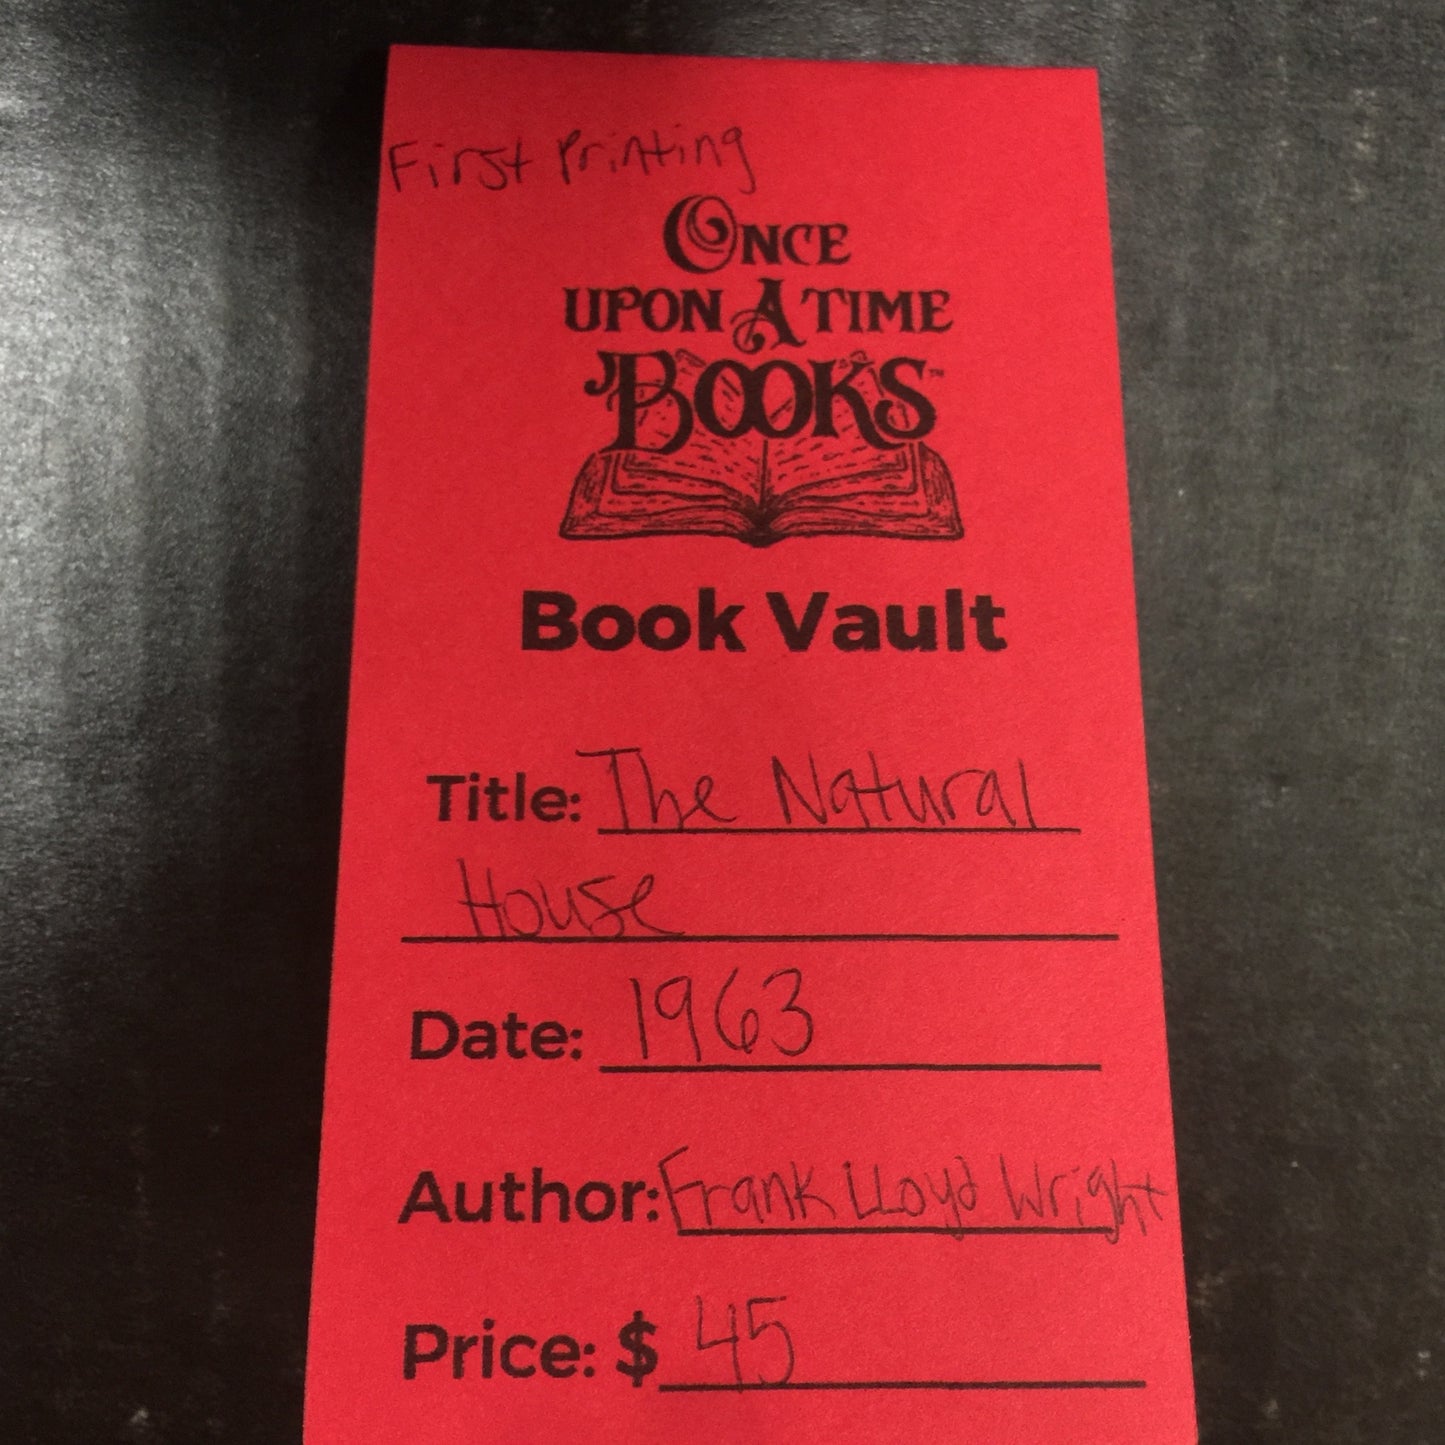 First Printing
ONCE
UPON A TIME
BOOKS™
Book Vault
Title: The Natural
House
Date: 1963
Author: Frank LLoyd Wright
Price: $ 45